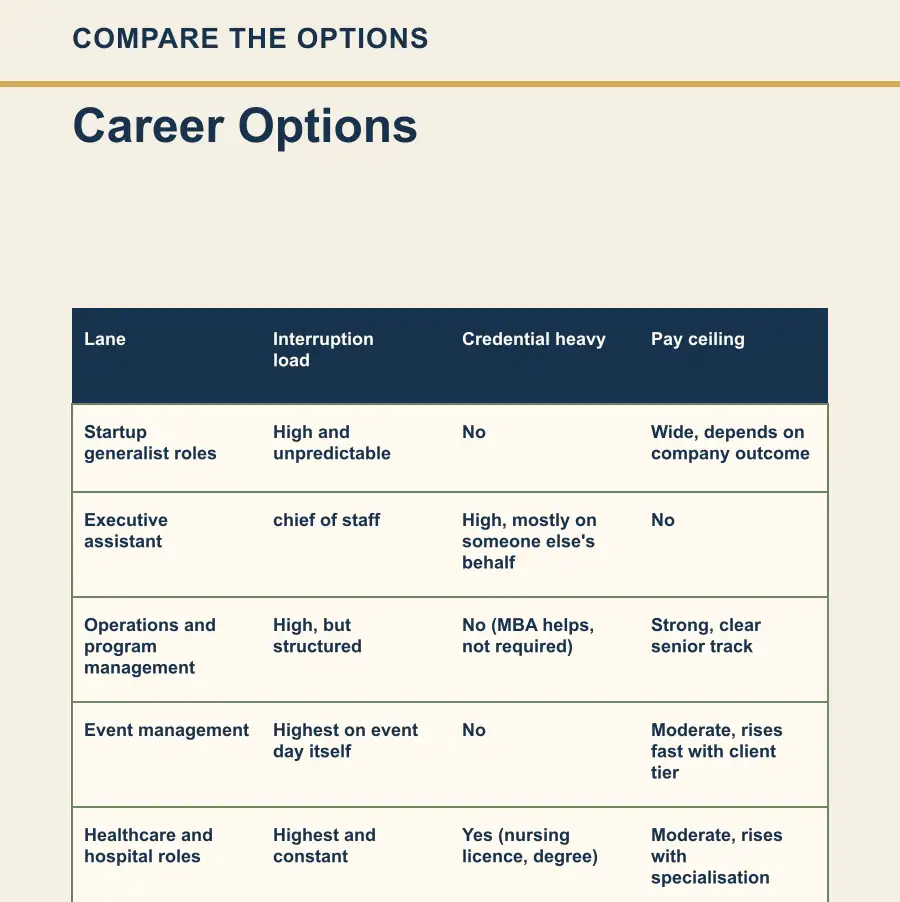 COMPARE THE OPTIONS
Career Options
Lane
Interruption
load
Credential heavy
Pay ceiling
Startup
generalist roles
High and
unpredictable
No
Wide, depends on
company outcome
Executive
assistant
chief of staff
High, mostly on
someone else's
behalf
No
Operations and
program
management
High, but
structured
No (MBA helps,
not required)
Strong, clear
senior track
Event management
Highest on event
day itself
No
Moderate, rises
fast with client
tier
Healthcare and
hospital roles
Highest and
constant
Yes (nursing
licence, degree)
Moderate, rises
with
specialisation